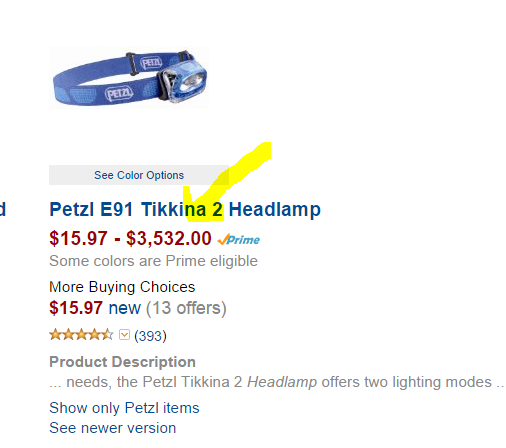 PETZL
PETZL
See Color Options
d
Petzl E91 Tikkina 2 Headlamp
$15.97 - $3,532.00 Prime
Some colors are Prime eligible
More Buying Choices
$15.97 new (13 offers)
(393)
Product Description
... needs, the Petzl Tikkina 2 Headlamp offers two lighting modes ..
Show only Petzl items
See newer version